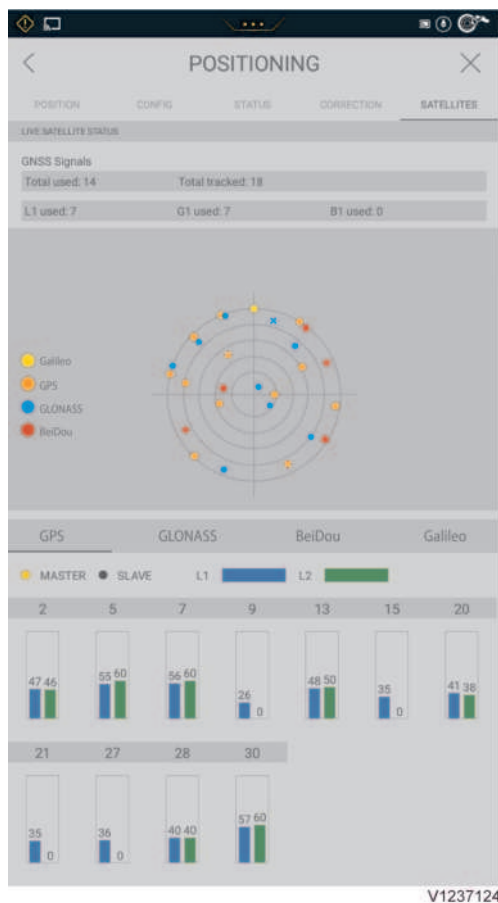 POSITIONING
POSITION CONFIG STATUS CORRECTION SATELLITES
LIVE SATELLITE STATUS
GNSS Signals
Total used: 14 Total tracked: 18
L1 used: 7 G1 used: 7 B1 used: 0
Galileo
GPS
GLONASS
BeiDou
GPS GLONASS BeiDou Galileo
MASTER SLAVE L1 L2
2 5 7 9 13 15 20
47 46 55 60 56 60 26 0 48 50 35 0 41 38
21 27 28 30
35 0 36 0 40 40 57 60
V1237124